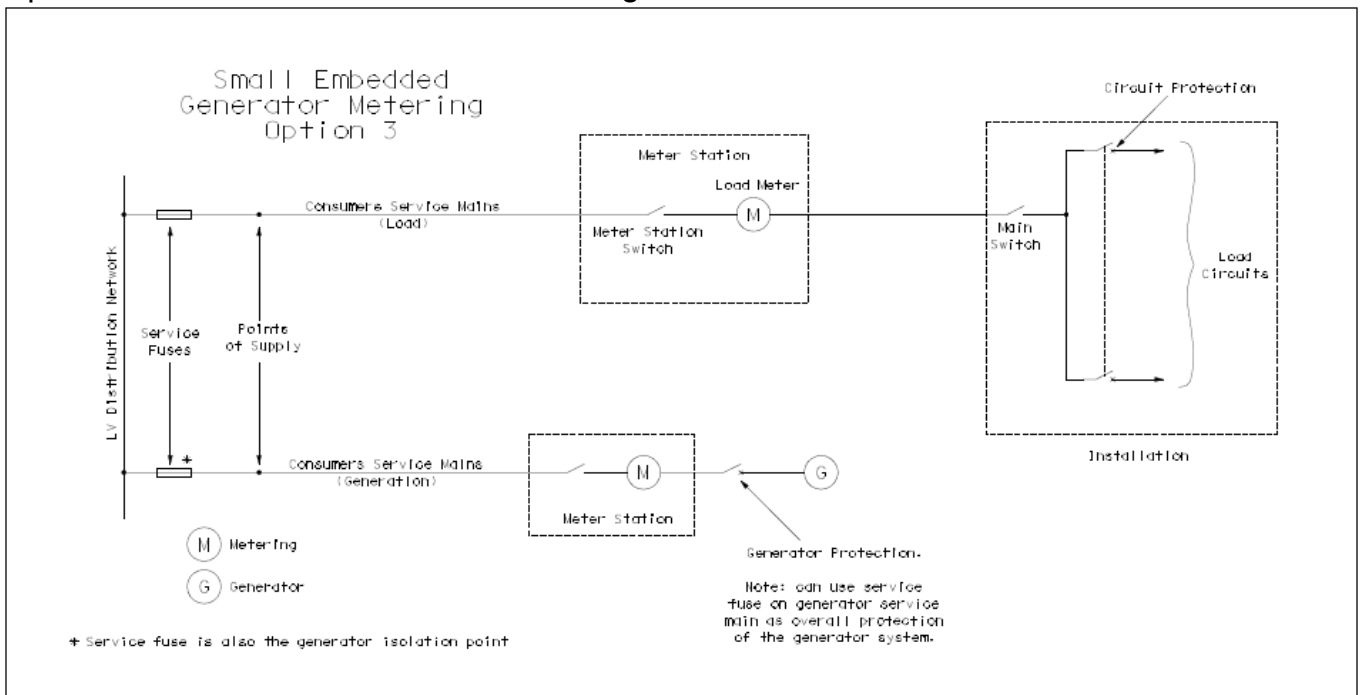 Small Embedded
Generator Metering
Option 3
Circuit Protection
Meter Station
Load Meter
Consumers Service Mains
(Load)
M
Meter Station
Switch
Main
Switch
Load
Circuits
LV Distribution Network
Service
Fuses
Points
of Supply
Installation
*
Consumers Service Mains
(Generation)
M
G
Meter Station
M Metering
G Generator
Generator Protection.
Note: can use service
fuse on generator service
main as overall protection
of the generator system.
* Service fuse is also the generator isolation point